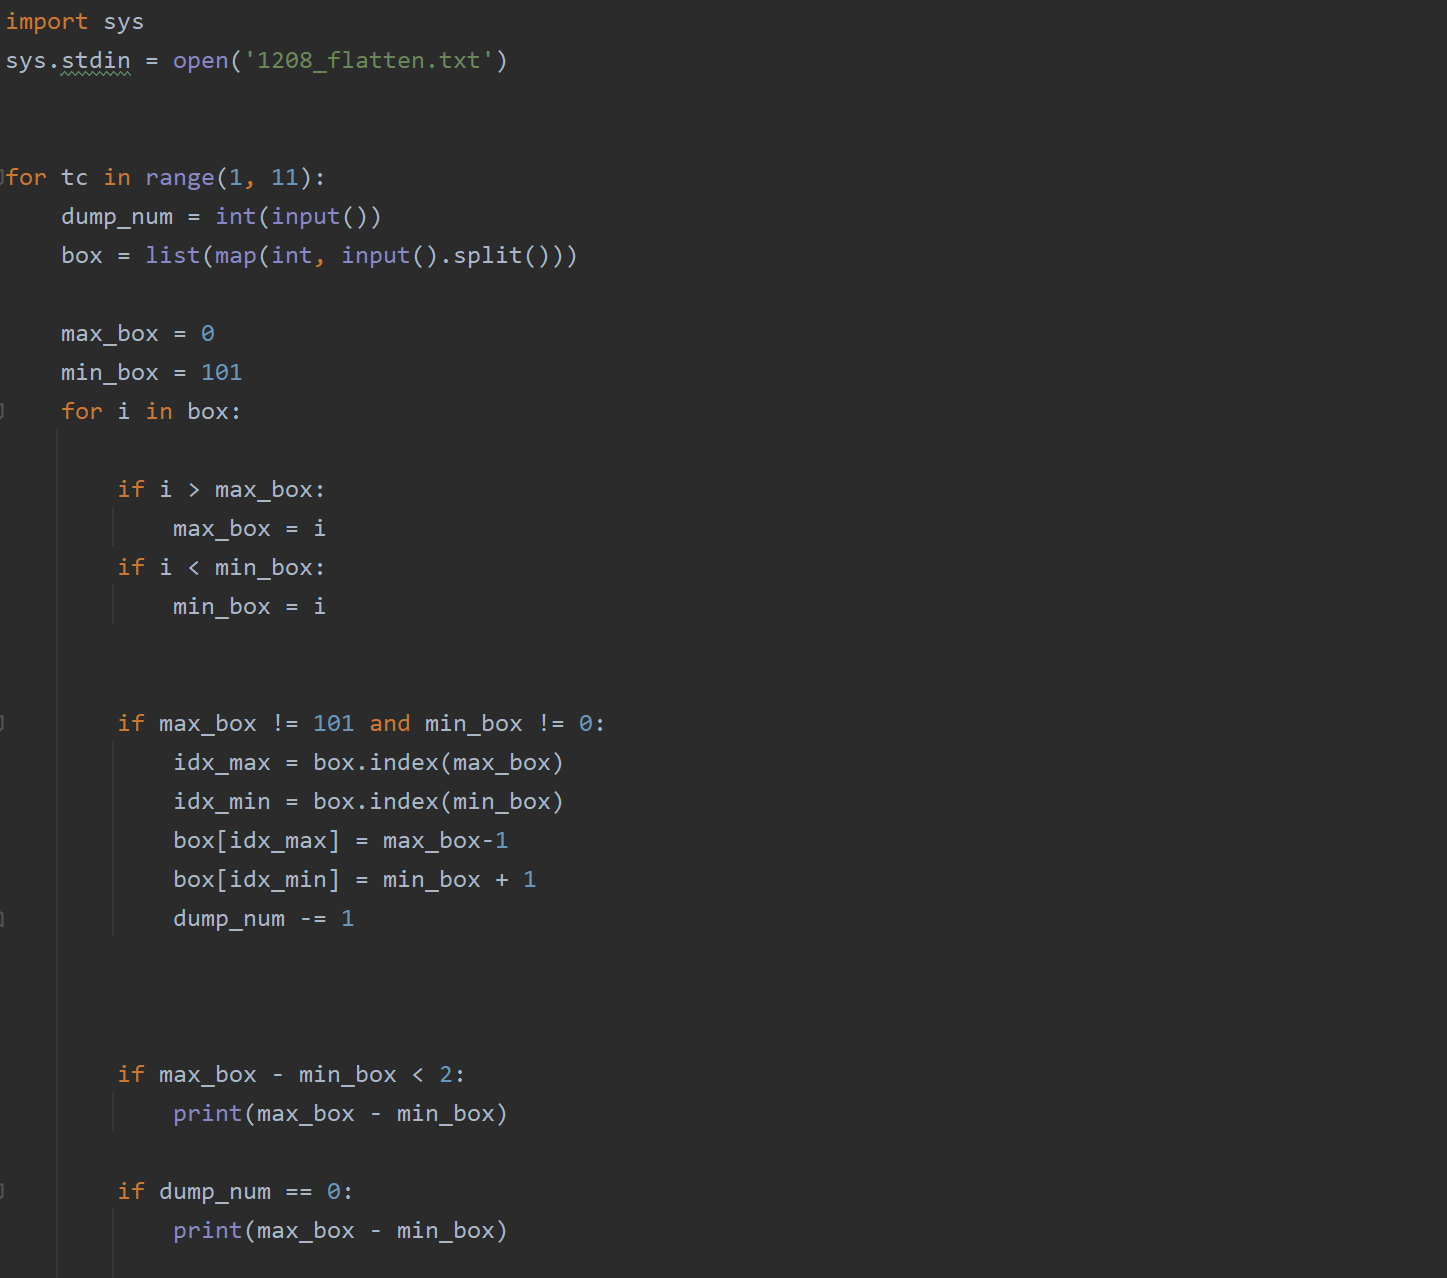 import sys
sys.stdin = open('1208_flatten.txt')
for tc in range(1, 11):
    dump_num = int(input())
    box = list(map(int, input().split()))
    max_box = 0
    min_box = 101
    for i in box:
        if i > max_box:
            max_box = i
        if i < min_box:
            min_box = i
        if max_box != 101 and min_box != 0:
            idx_max = box.index(max_box)
            idx_min = box.index(min_box)
            box[idx_max] = max_box-1
            box[idx_min] = min_box + 1
            dump_num -= 1
        if max_box - min_box < 2:
            print(max_box - min_box)
        if dump_num == 0:
            print(max_box - min_box)